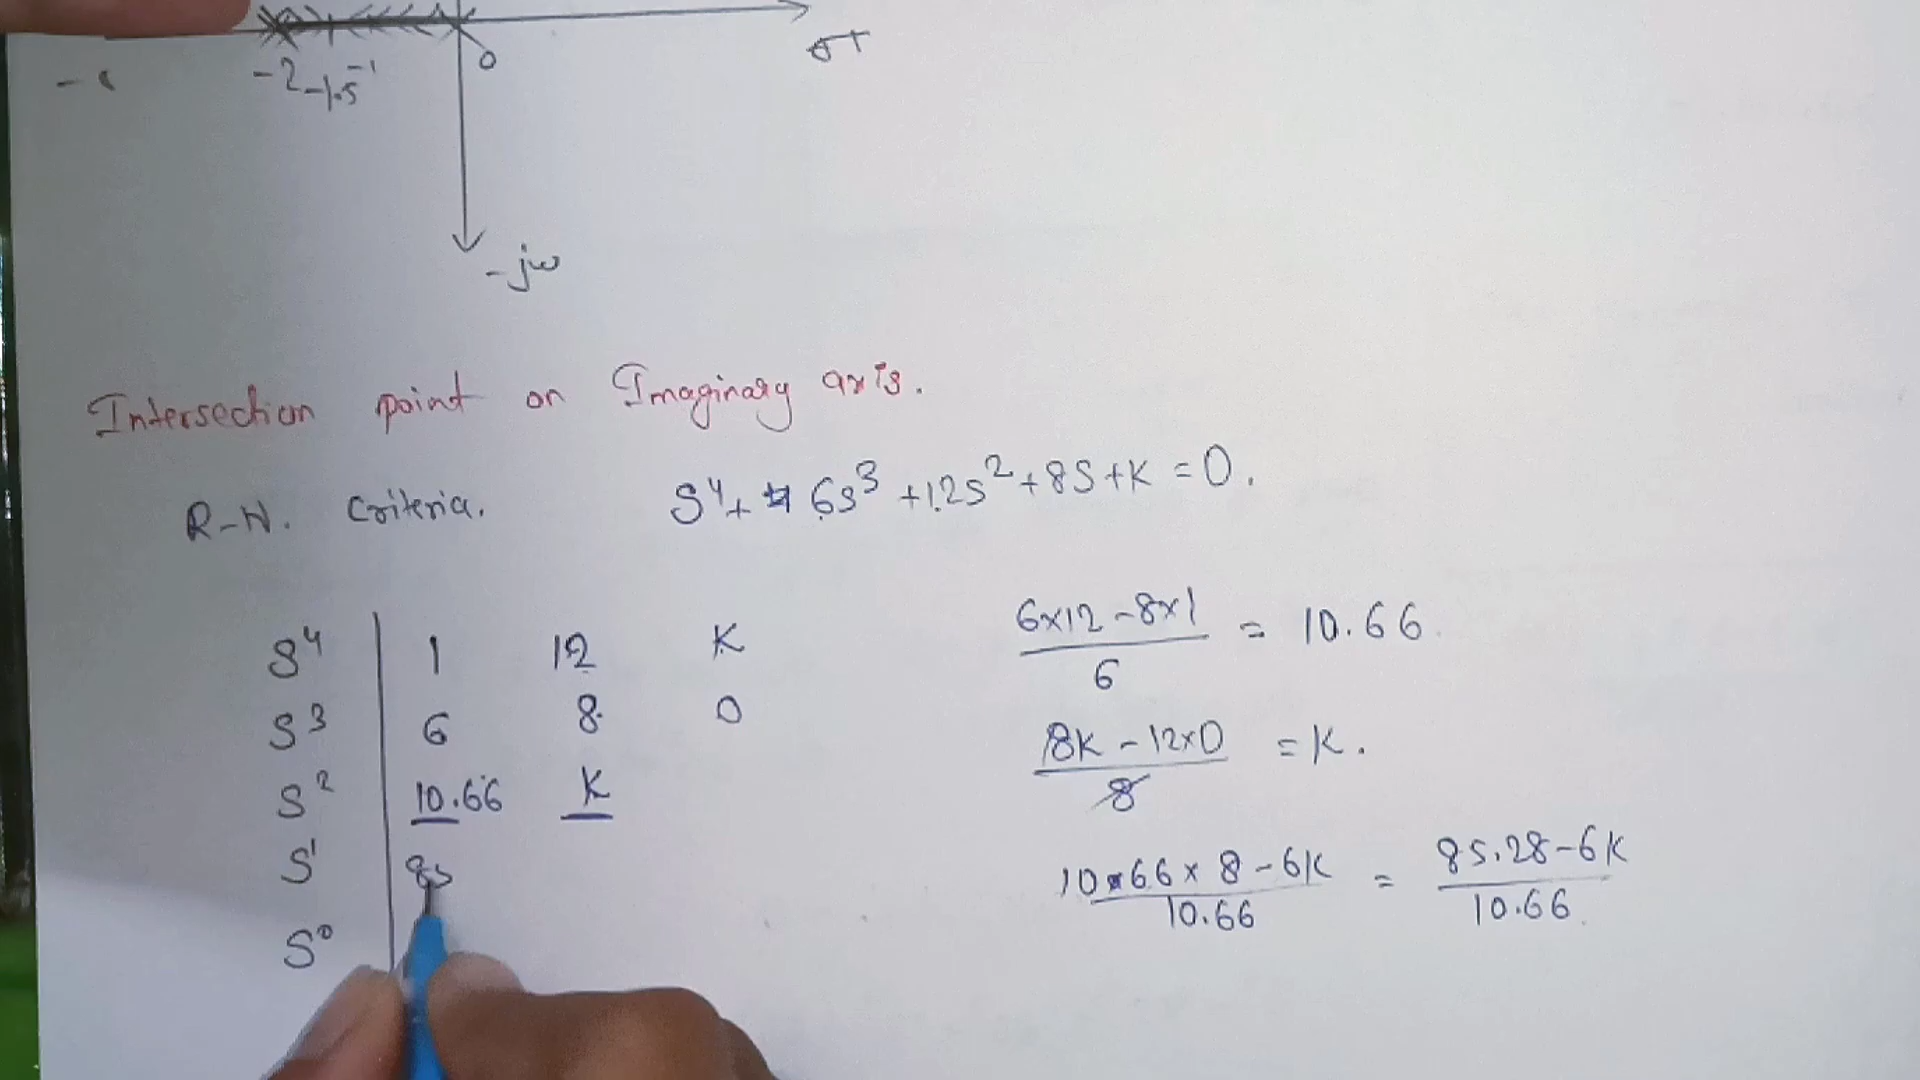 0
σ+
-2 -1.5 -1
-jω
Intersection point on Imaginary axis.
R-H. Criteria. S⁴ + 6s³ + 12s² + 8S + K = 0.
S⁴ | 1 12 K
S³ | 6 8 0
S² | 10.66 K
S¹ | 85
S⁰ |
6×12 - 8×1 / 6 = 10.66
8K - 12×0 / 8 = K.
10.66 × 8 - 6K / 10.66 = 85.28 - 6K / 10.66